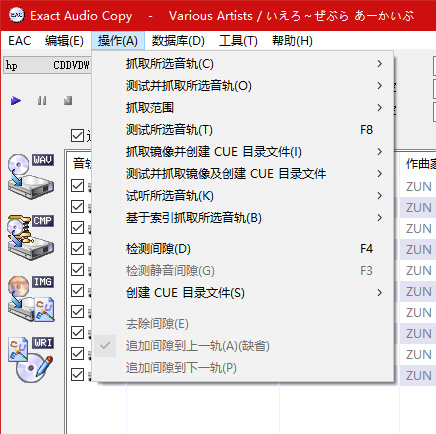 Exact Audio Copy - Various Artists / いえろ～ぜぶら あーかいぶ
EAC 编辑(E) 操作(A) 数据库(D) 工具(T) 帮助(H)
hp CDDVDW
抓取所选音轨(C)
测试并抓取所选音轨(O)
抓取范围
测试所选音轨(T) F8
抓取镜像并创建 CUE 目录文件(I)
测试并抓取镜像及创建 CUE 目录文件
试听所选音轨(K)
基于索引抓取所选音轨(B)
检测间隙(D) F4
检测静音间隙(G) F3
创建 CUE 目录文件(S)
去除间隙(E)
追加间隙到上一轨(A)(缺省)
追加间隙到下一轨(P)
WAV
CMP
IMG
WRI
作曲
ZUN
ZUN
ZUN
ZUN
ZUN
ZUN
ZUN
ZUN
ZUN
ZUN